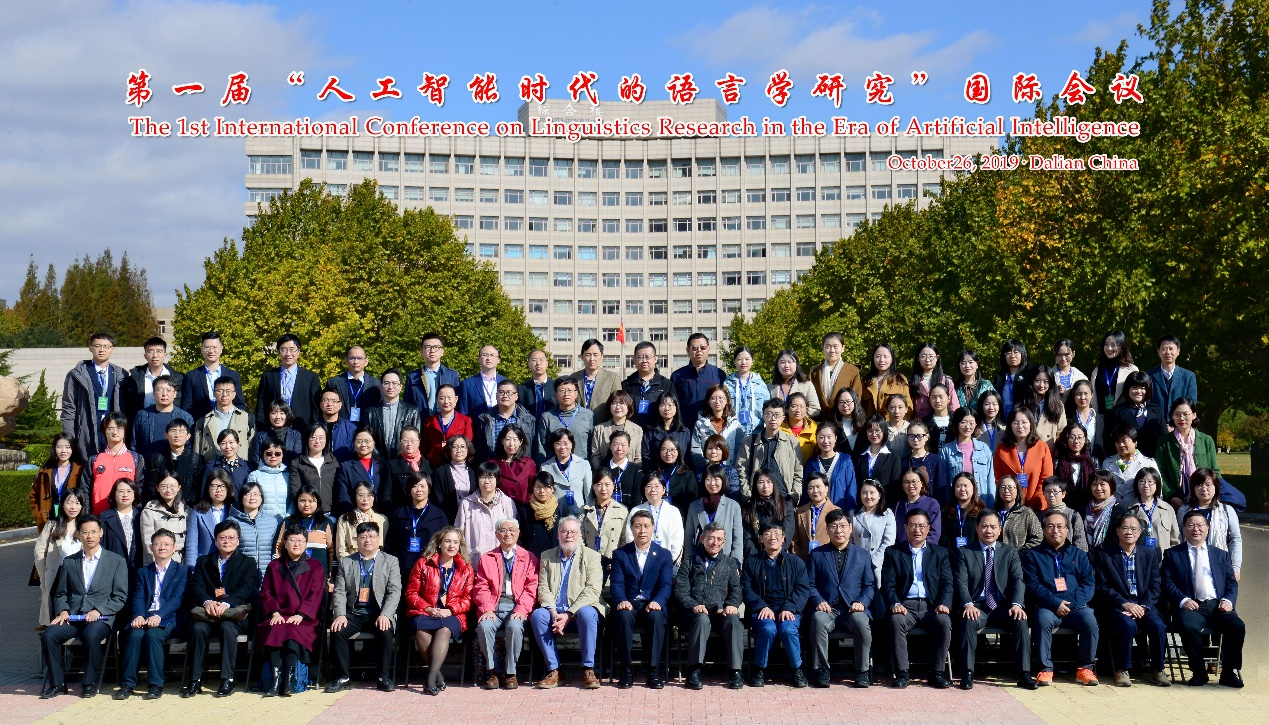 第一届“人工智能时代的语言学研究”国际会议
The 1st International Conference on Linguistics Research in the Era of Artificial Intelligence
October26, 2019 · Dalian China